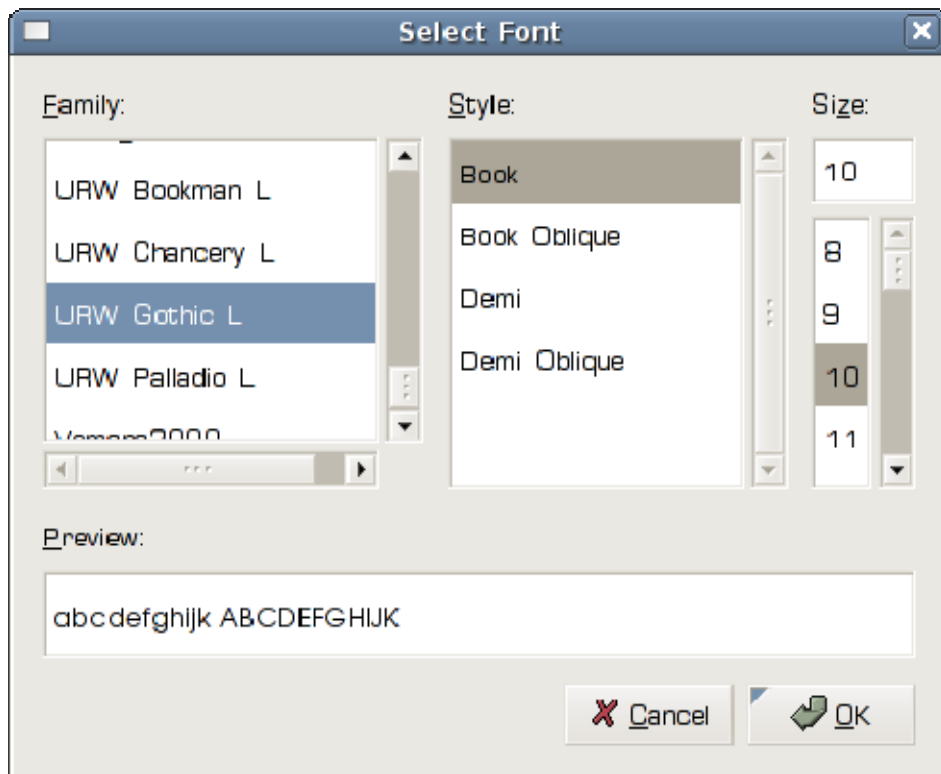 Select Font
Family:
URW Bookman L
URW Chancery L
URW Gothic L
URW Palladio L
Style:
Book
Book Oblique
Demi
Demi Oblique
Size:
10
8
9
10
11
Preview:
abcdefghijk ABCDEFGHIJK
Cancel
OK